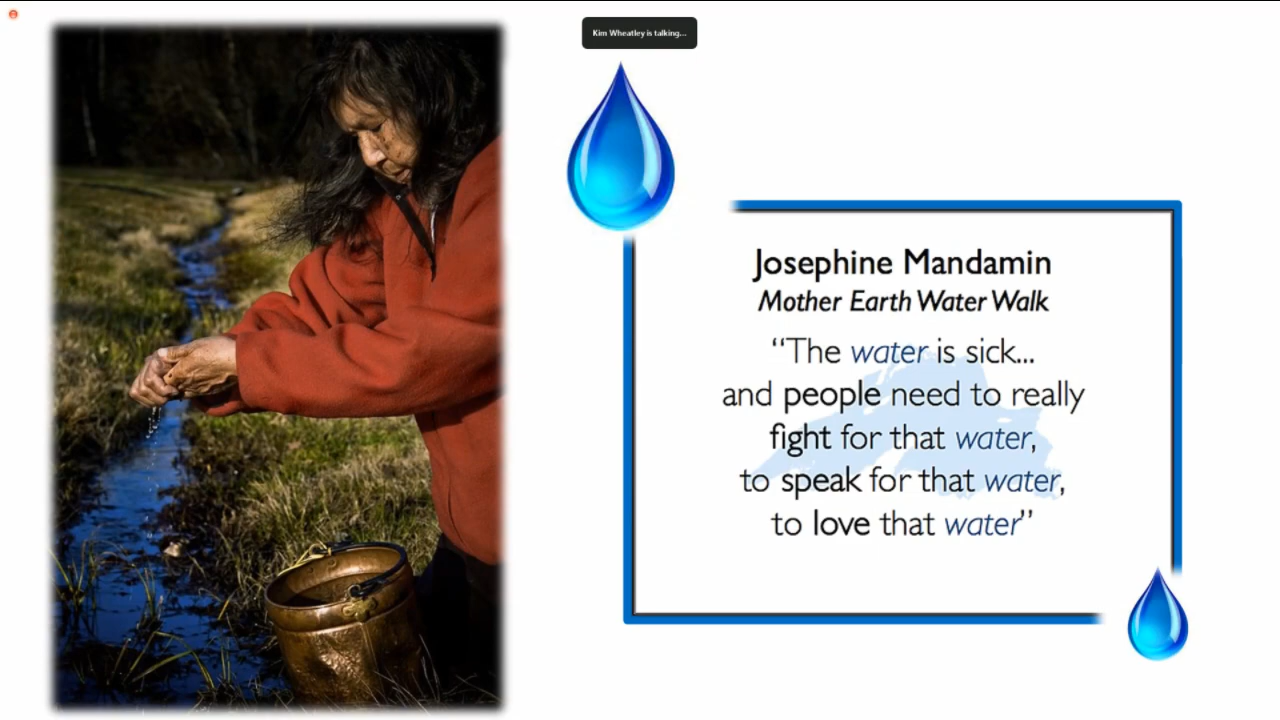 Kim Wheatley is talking...
Josephine Mandamin
Mother Earth Water Walk
“The water is sick...
and people need to really
fight for that water,
to speak for that water,
to love that water”